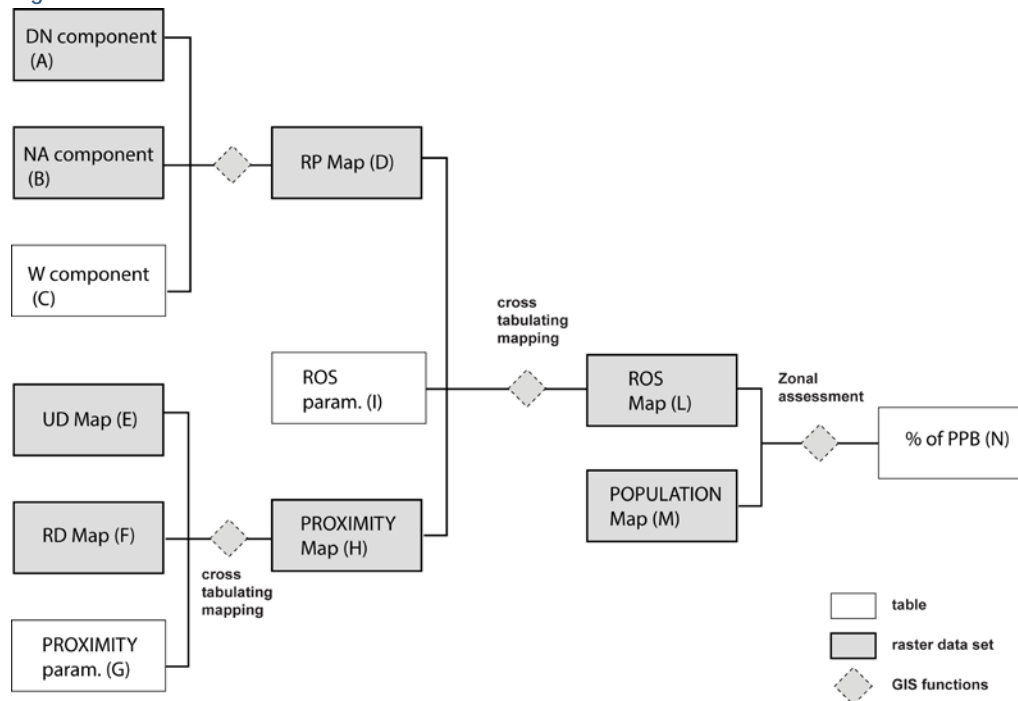 DN component
(A)
NA component
(B)
W component
(C)
RP Map (D)
UD Map (E)
RD Map (F)
PROXIMITY
param. (G)
cross
tabulating
mapping
PROXIMITY
Map (H)
ROS
param. (I)
cross
tabulating
mapping
ROS
Map (L)
POPULATION
Map (M)
Zonal
assessment
% of PPB (N)
table
raster data set
GIS functions